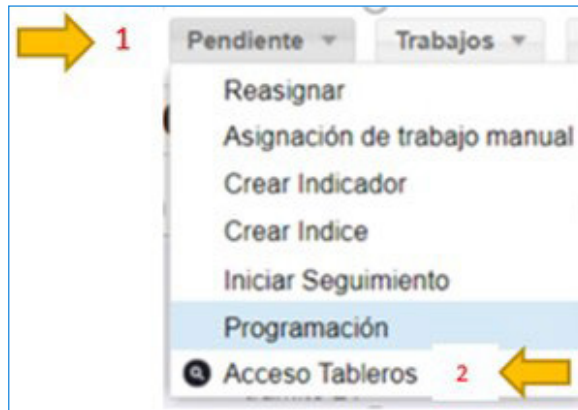 1 Pendiente Trabajos
Reasignar
Asignación de trabajo manual
Crear Indicador
Crear Indice
Iniciar Seguimiento
Programación
Acceso Tableros 2